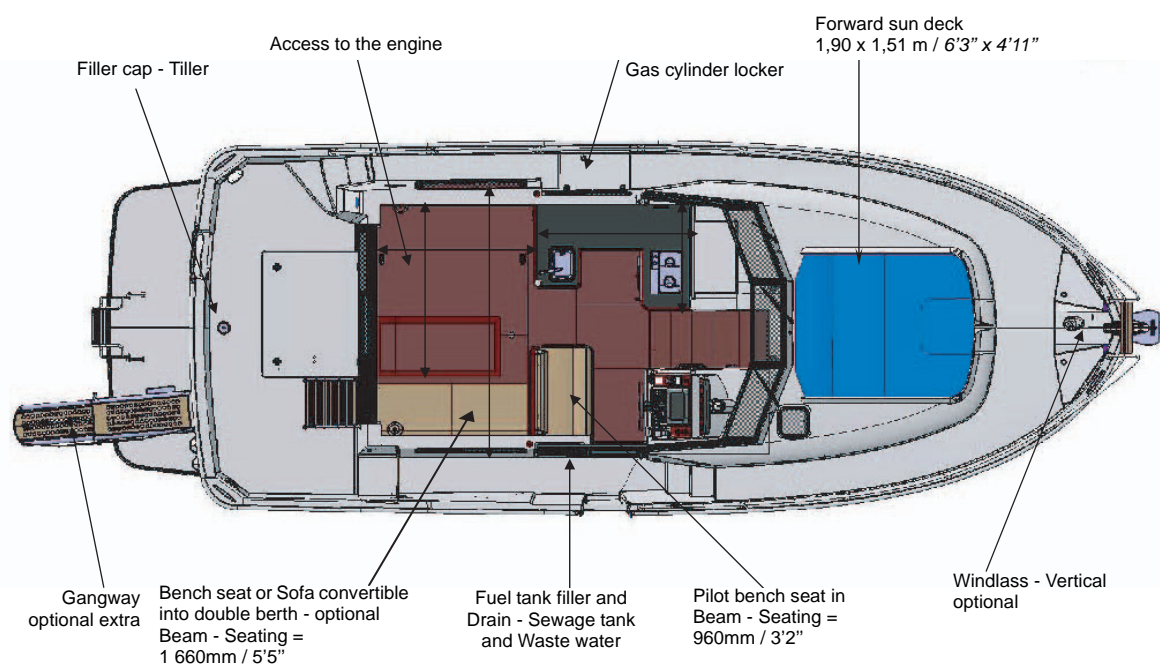 Forward sun deck
1,90 x 1,51 m / 6'3” x 4'11”
Access to the engine
Filler cap - Tiller
Gas cylinder locker
Gangway
optional extra
Bench seat or Sofa convertible
into double berth - optional
Beam - Seating =
1 660mm / 5'5”
Fuel tank filler and
Drain - Sewage tank
and Waste water
Pilot bench seat in
Beam - Seating =
960mm / 3'2”
Windlass - Vertical
optional